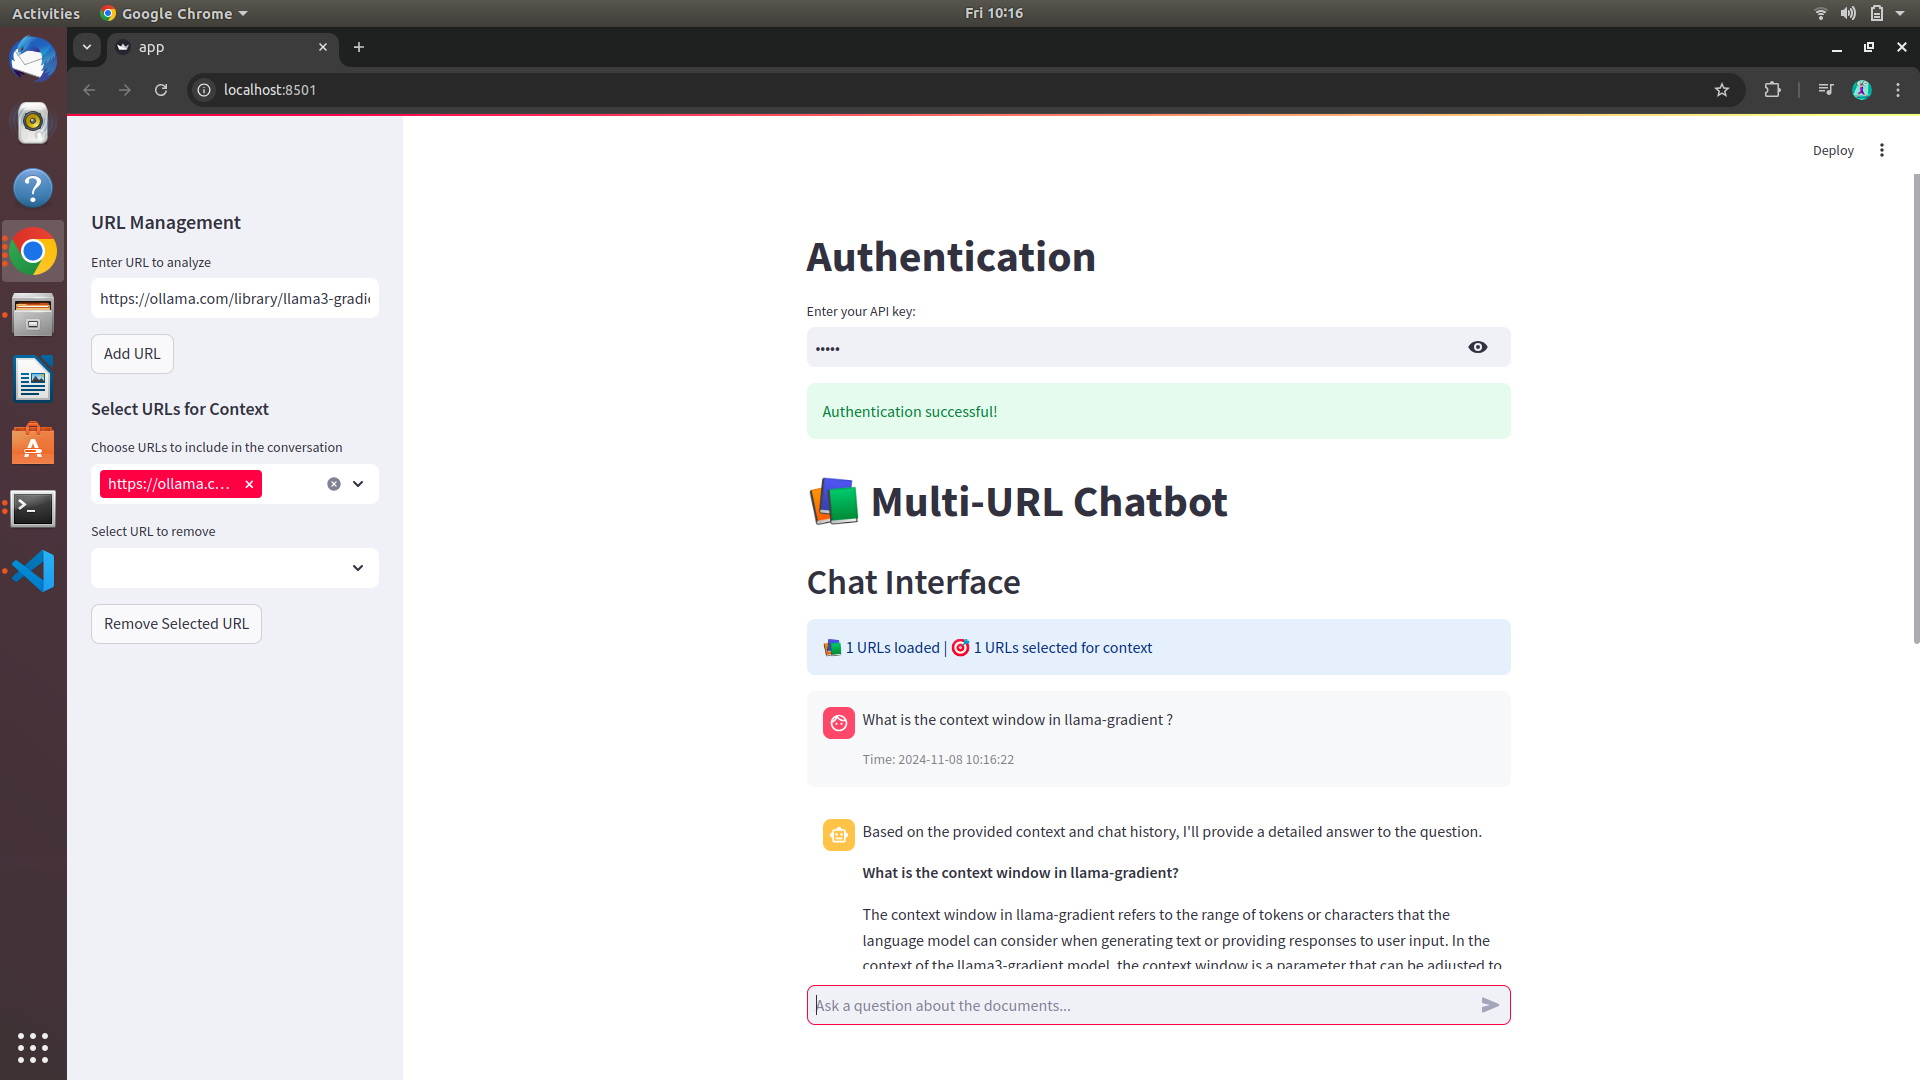 Activities
Google Chrome
Fri 10:16
app
localhost:8501
Deploy
URL Management
Enter URL to analyze
https://ollama.com/library/llama3-gradie
Add URL
Select URLs for Context
Choose URLs to include in the conversation
https://ollama.c...
Select URL to remove
Remove Selected URL
Authentication
Enter your API key:
•••••
Authentication successful!
Multi-URL Chatbot
Chat Interface
1 URLs loaded | 1 URLs selected for context
What is the context window in llama-gradient ?
Time: 2024-11-08 10:16:22
Based on the provided context and chat history, I'll provide a detailed answer to the question.
What is the context window in llama-gradient?
The context window in llama-gradient refers to the range of tokens or characters that the
language model can consider when generating text or providing responses to user input. In the
context of the llama3-gradient model, the context window is a parameter that can be adjusted to
Ask a question about the documents...